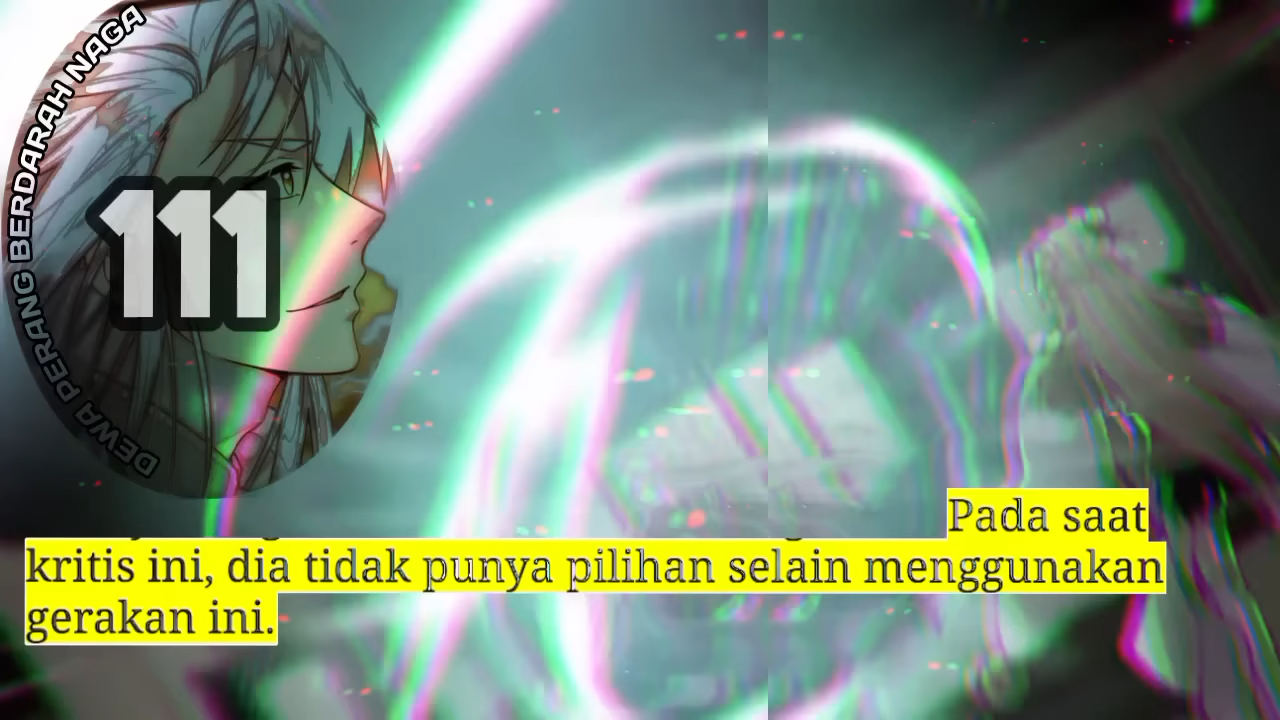 DEWA PERANG BERDARAH NAGA
111
Pada saat
kritis ini, dia tidak punya pilihan selain menggunakan
gerakan ini.